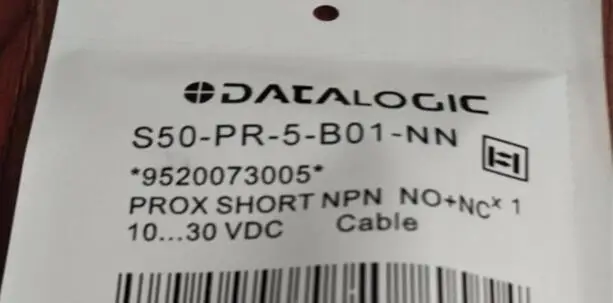 DATALOGIC
S50-PR-5-B01-NN
*9520073005*
PROX SHORT NPN NO+NC x 1
10...30 VDC Cable